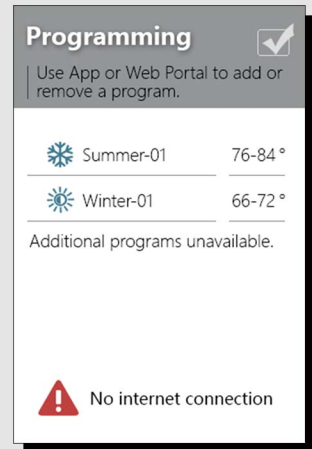 Programming
Use App or Web Portal to add or
remove a program.
Summer-01 76-84 °
Winter-01 66-72 °
Additional programs unavailable.
No internet connection